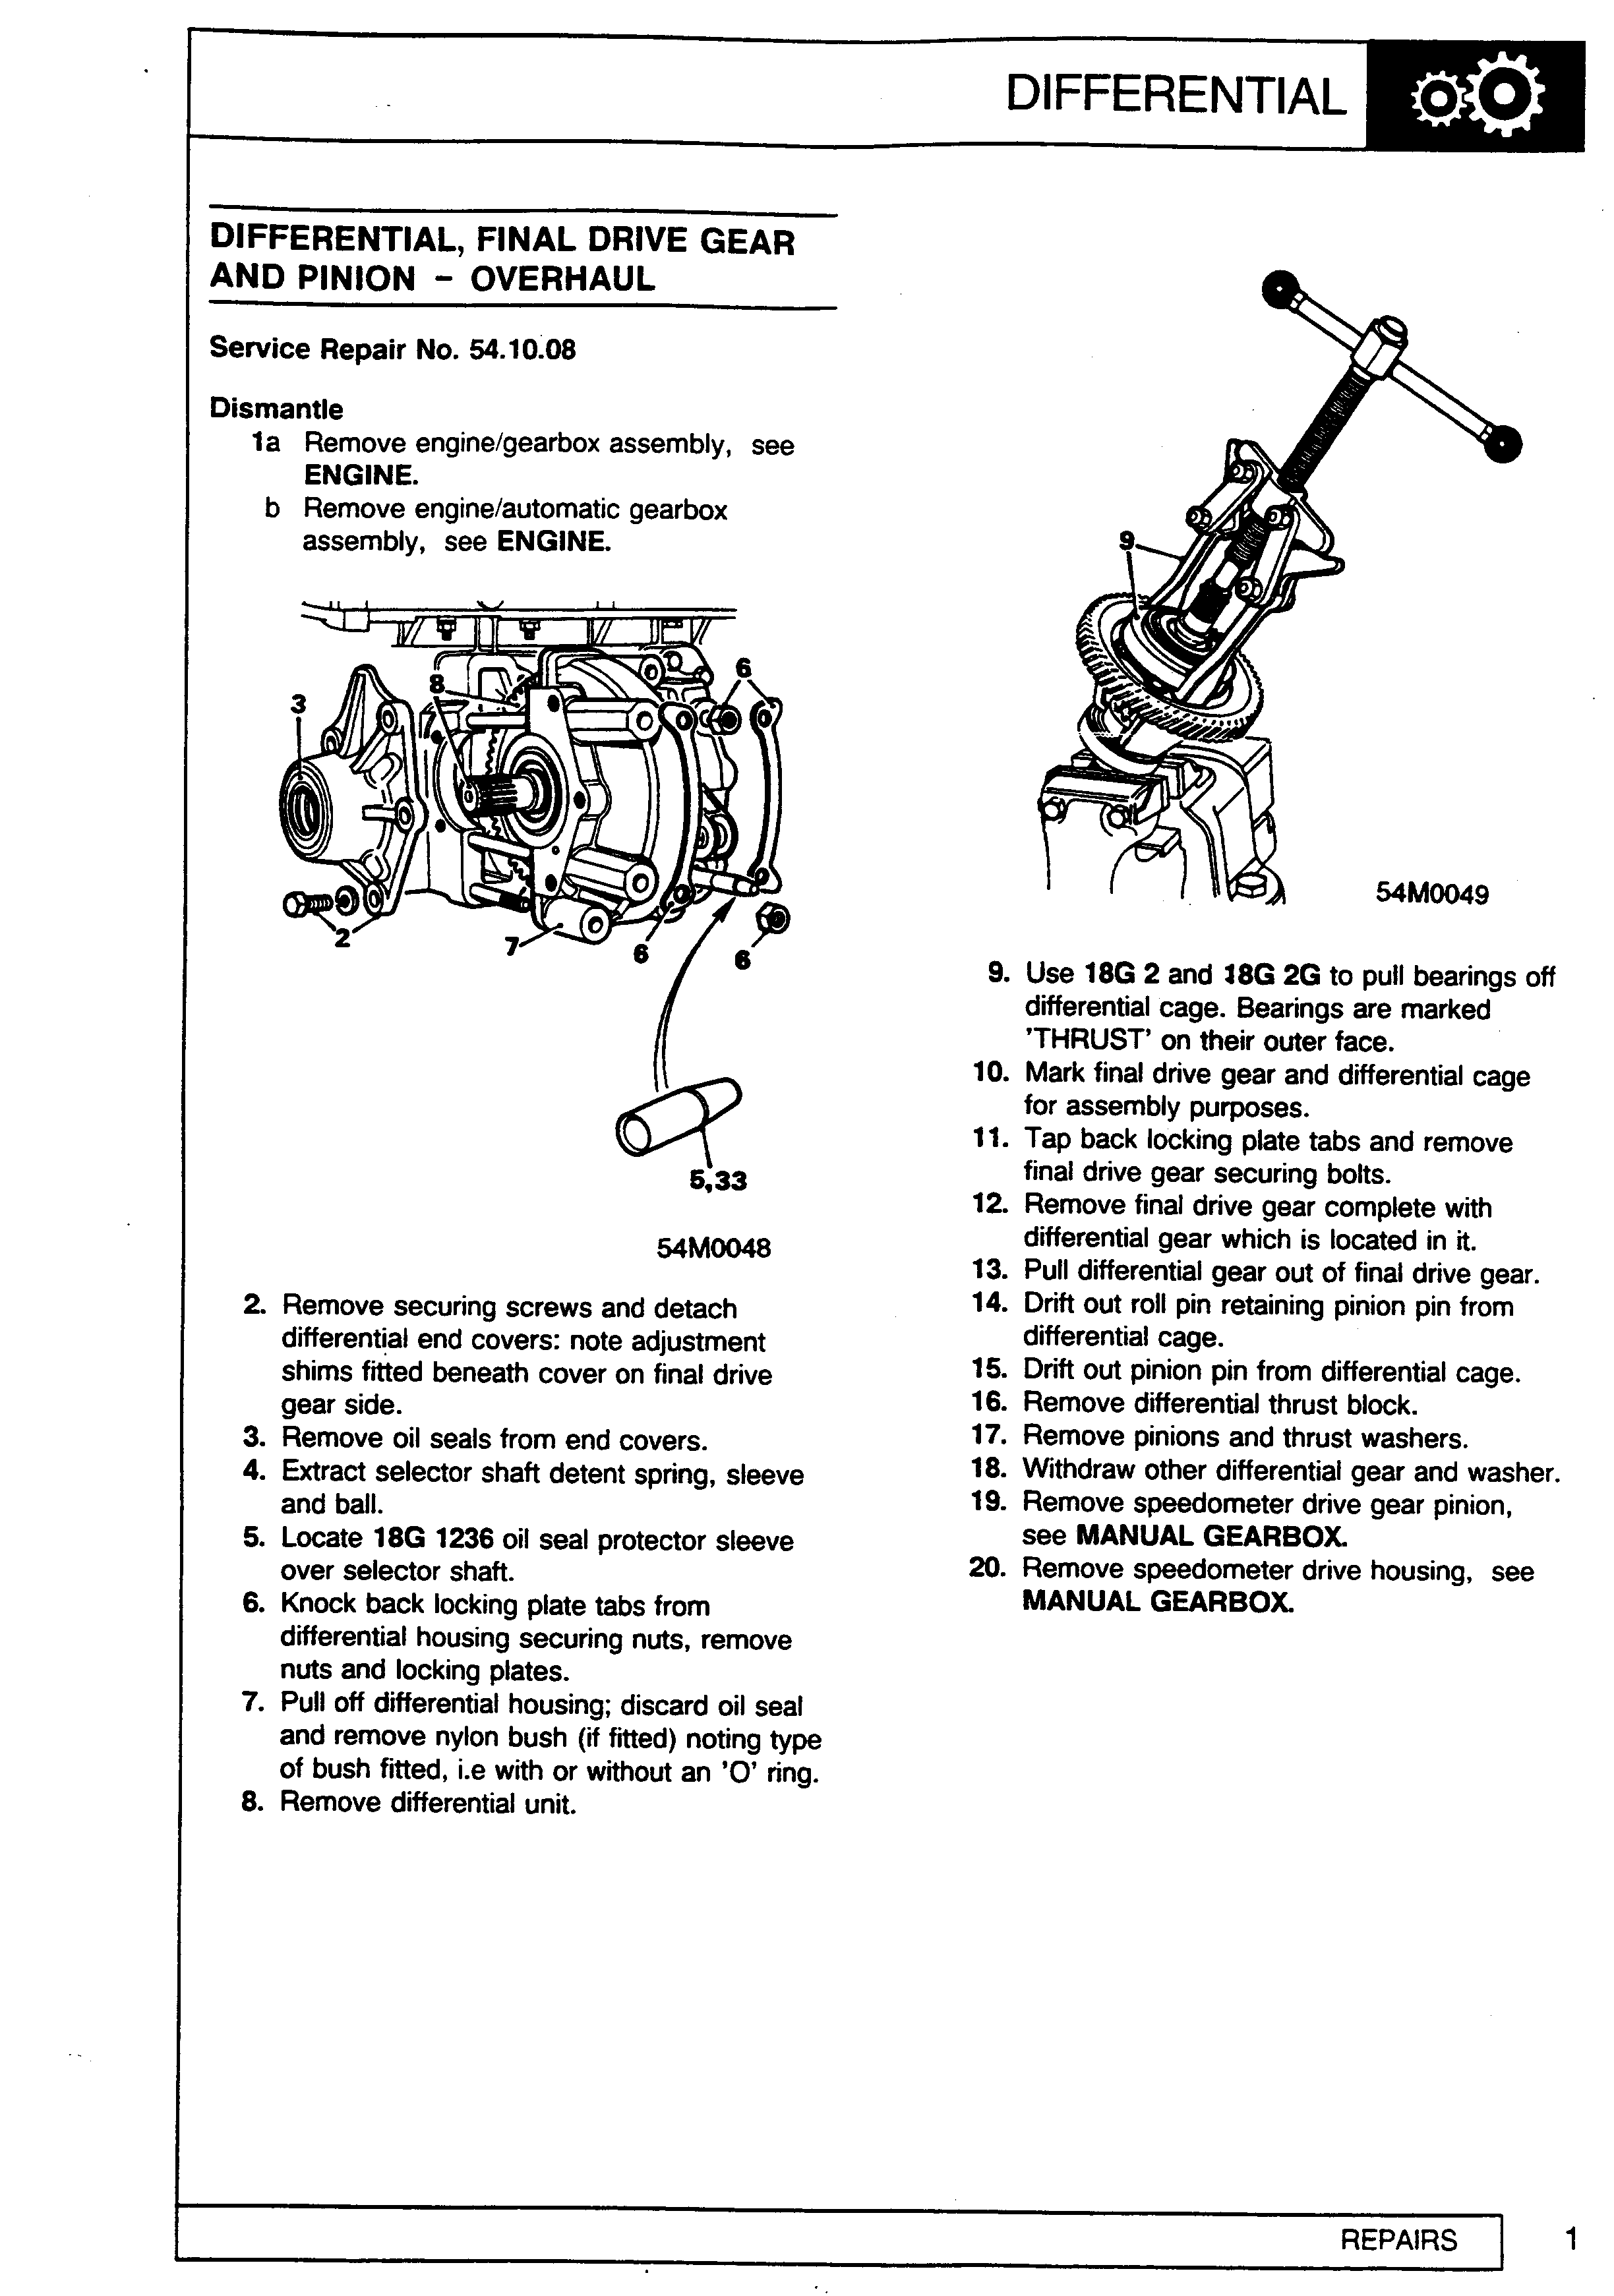 DIFFERENTIAL
DIFFERENTIAL, FINAL DRIVE GEAR
AND PINION - OVERHAUL
Service Repair No. 54.10.08
Dismantle
1a Remove engine/gearbox assembly, see
ENGINE.
b Remove engine/automatic gearbox
assembly, see ENGINE.
3
8
6
2
7
6
6
5,33
54M0048
2. Remove securing screws and detach
differential end covers: note adjustment
shims fitted beneath cover on final drive
gear side.
3. Remove oil seals from end covers.
4. Extract selector shaft detent spring, sleeve
and ball.
5. Locate 18G 1236 oil seal protector sleeve
over selector shaft.
6. Knock back locking plate tabs from
differential housing securing nuts, remove
nuts and locking plates.
7. Pull off differential housing; discard oil seal
and remove nylon bush (if fitted) noting type
of bush fitted, i.e with or without an 'O' ring.
8. Remove differential unit.
9
54M0049
9. Use 18G 2 and 18G 2G to pull bearings off
differential cage. Bearings are marked
'THRUST' on their outer face.
10. Mark final drive gear and differential cage
for assembly purposes.
11. Tap back locking plate tabs and remove
final drive gear securing bolts.
12. Remove final drive gear complete with
differential gear which is located in it.
13. Pull differential gear out of final drive gear.
14. Drift out roll pin retaining pinion pin from
differential cage.
15. Drift out pinion pin from differential cage.
16. Remove differential thrust block.
17. Remove pinions and thrust washers.
18. Withdraw other differential gear and washer.
19. Remove speedometer drive gear pinion,
see MANUAL GEARBOX.
20. Remove speedometer drive housing, see
MANUAL GEARBOX.
REPAIRS 1